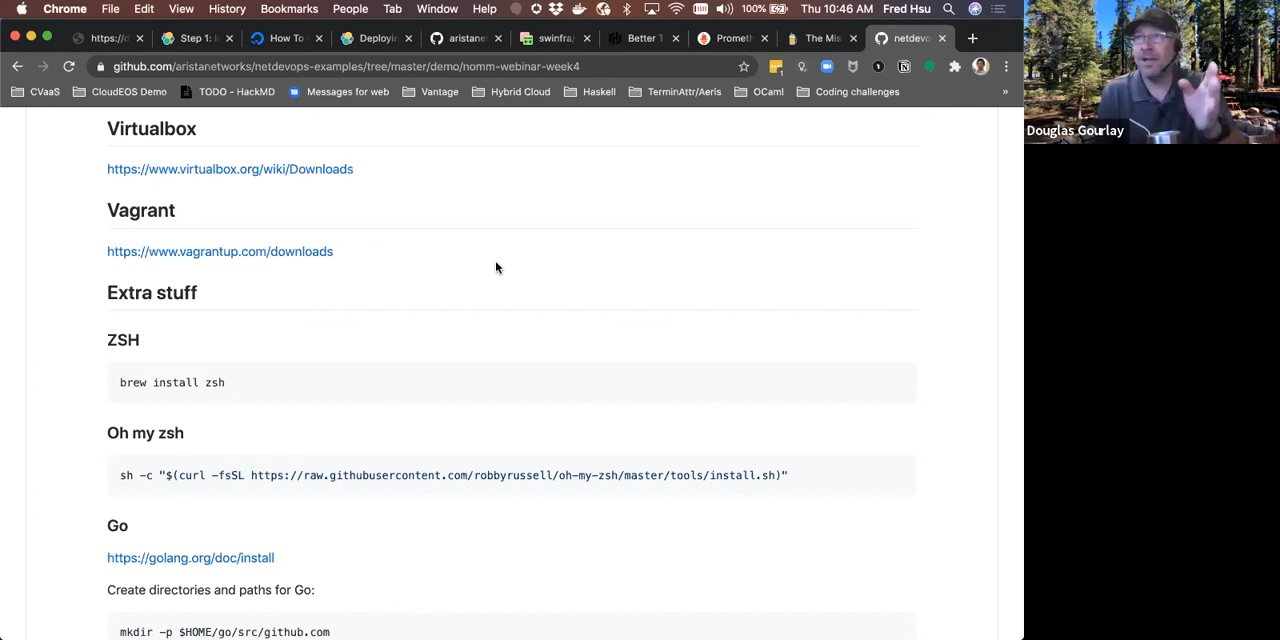 Chrome File Edit View History Bookmarks People Tab Window Help 100% Thu 10:46 AM Fred Hsu
https://d Step 1: I How To Deployin aristane swinfra Better T Prometh The Mis netdevo
github.com/aristanetworks/netdevops-examples/tree/master/demo/nomm-webinar-week4
CVaaS CloudEOS Demo TODO - HackMD Messages for web Vantage Hybrid Cloud Haskell TerminAttr/Aeris OCaml Coding challenges »
Douglas Gourlay
Virtualbox
https://www.virtualbox.org/wiki/Downloads
Vagrant
https://www.vagrantup.com/downloads
Extra stuff
ZSH
brew install zsh
Oh my zsh
sh -c "$(curl -fsSL https://raw.githubusercontent.com/robbyrussell/oh-my-zsh/master/tools/install.sh)"
Go
https://golang.org/doc/install
Create directories and paths for Go:
mkdir -p $HOME/go/src/github.com